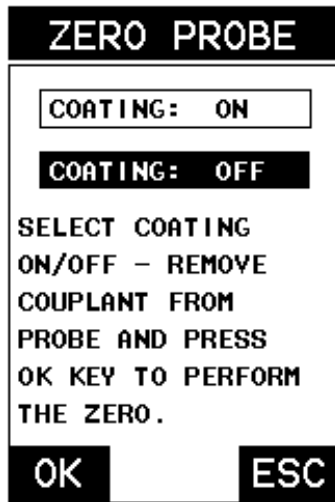 ZERO PROBE
COATING: ON
COATING: OFF
SELECT COATING
ON/OFF - REMOVE
COUPLANT FROM
PROBE AND PRESS
OK KEY TO PERFORM
THE ZERO.
OK ESC